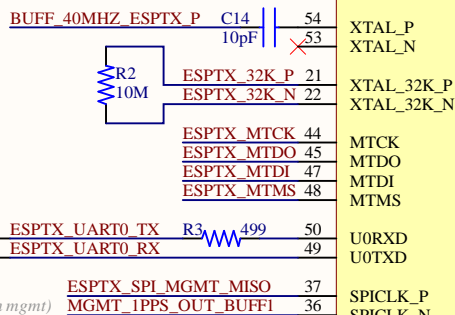 BUFF_40MHZ_ESPTX_P C14 54 XTAL_P
10pF 53 XTAL_N
R2 ESPTX_32K_P 21 XTAL_32K_P
10M ESPTX_32K_N 22 XTAL_32K_N
ESPTX_MTCK 44 MTCK
ESPTX_MTDO 45 MTDO
ESPTX_MTDI 47 MTDI
ESPTX_MTMS 48 MTMS
ESPTX_UART0_TX R3 499 50 U0RXD
ESPTX_UART0_RX 49 U0TXD
ESPTX_SPI_MGMT_MISO 37 SPICLK_P
mgmt) MGMT_1PPS_OUT_BUFF1 36 SPICLK_N